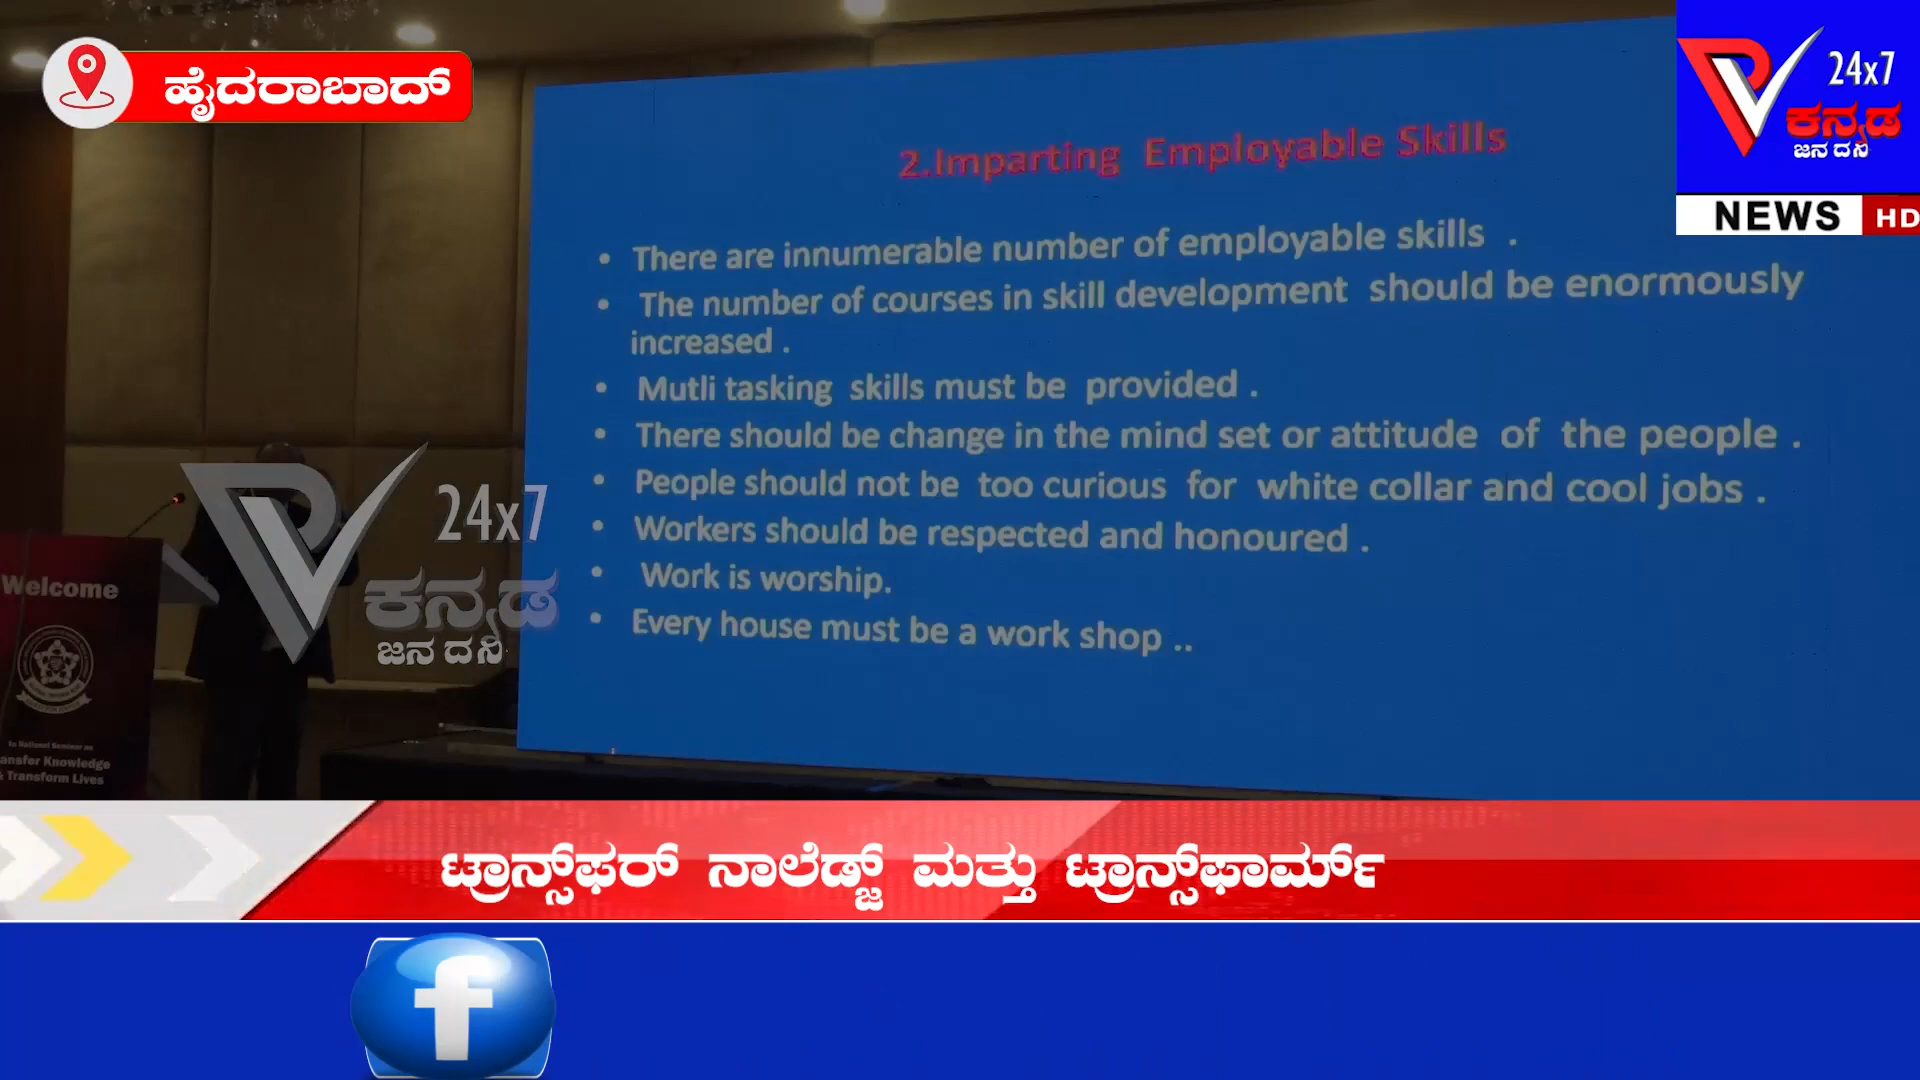 ಹೈದರಾಬಾದ್
24x7
ಕನ್ನಡ
ಜನ ದನಿ
NEWS HD
2.Imparting Employable Skills
• There are innumerable number of employable skills .
• The number of courses in skill development should be enormously
increased .
• Mutli tasking skills must be provided .
• There should be change in the mind set or attitude of the people .
• People should not be too curious for white collar and cool jobs .
• Workers should be respected and honoured .
• Work is worship.
• Every house must be a work shop ..
24x7
ಕನ್ನಡ
ಜನ ದನಿ
Welcome
National Seminar on
ansfer Knowledge
& Transform Lives
ಟ್ರಾನ್ಸ್‌ಫರ್ ನಾಲೆಡ್ಜ್ ಮತ್ತು ಟ್ರಾನ್ಸ್‌ಫಾರ್ಮ್
f